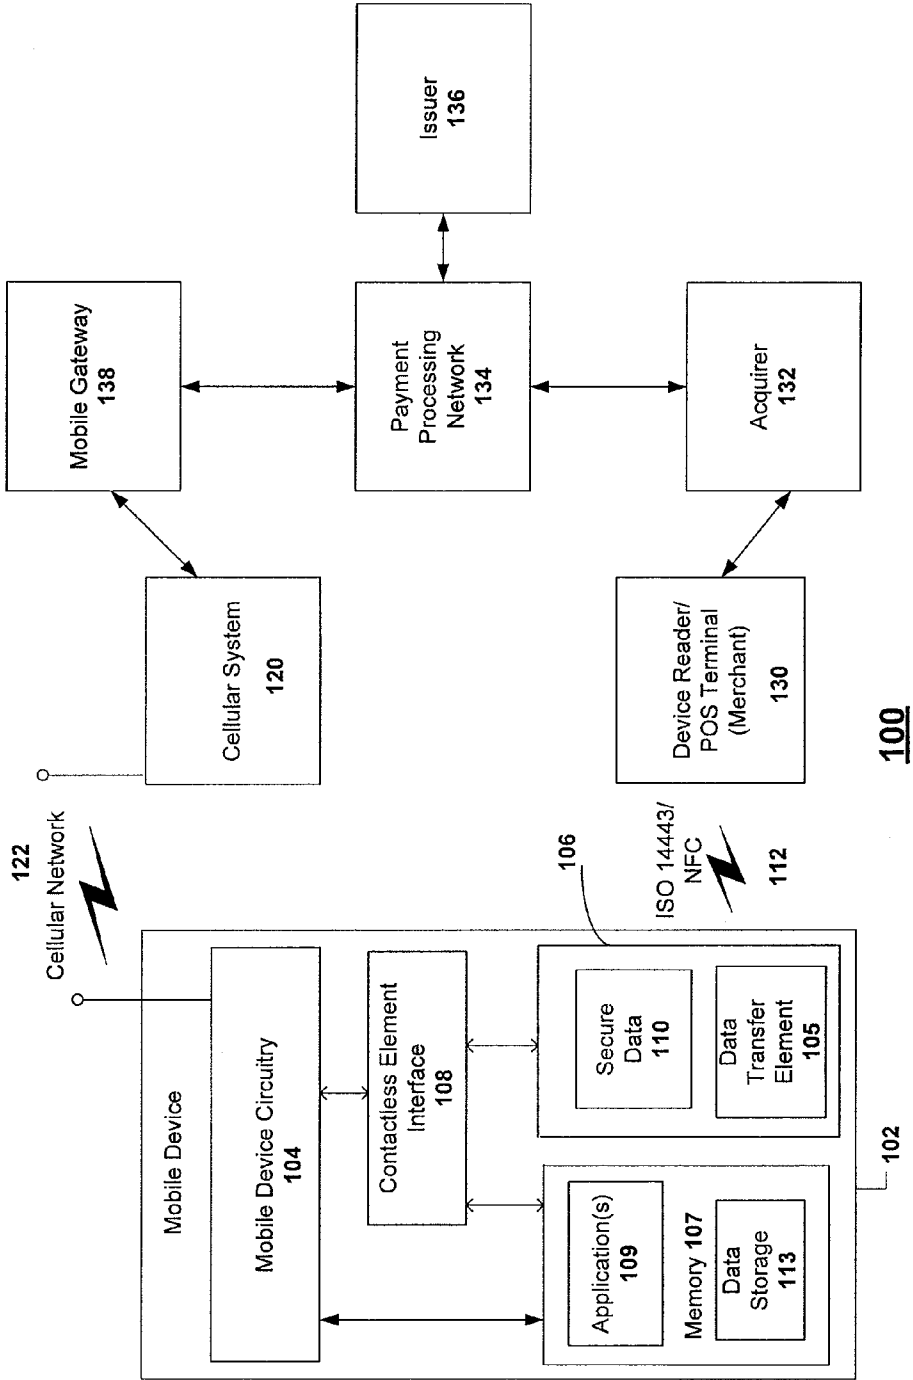 122
Cellular Network
Mobile Device
Mobile Device Circuitry
104
Contactless Element
Interface
108
Application(s)
109
Memory 107
Data
Storage
113
Secure
Data
110
Data
Transfer
Element
105
106
102
ISO 14443/
NFC
112
Cellular System
120
Device Reader/
POS Terminal
(Merchant)
130
Mobile Gateway
138
Payment
Processing
Network
134
Acquirer
132
Issuer
136
100